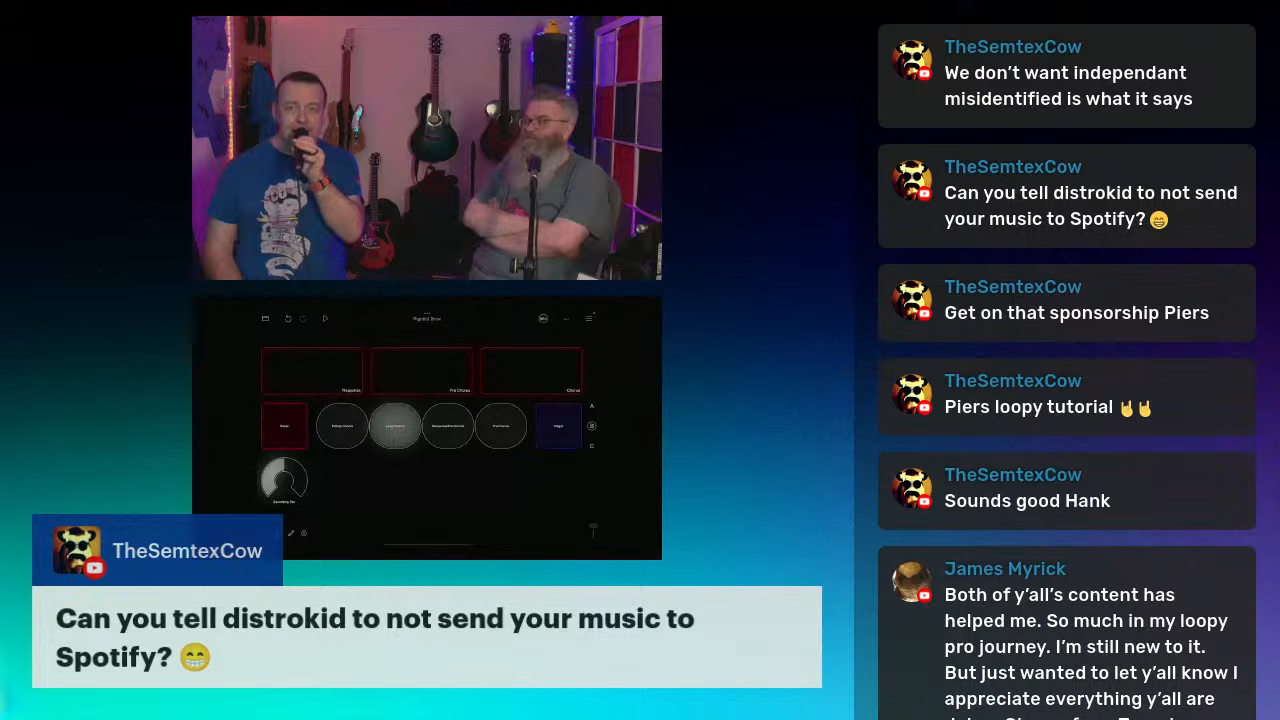 TheSemtexCow
We don’t want independant
misidentified is what it says
TheSemtexCow
Can you tell distrokid to not send
your music to Spotify? 😁
TheSemtexCow
Get on that sponsorship Piers
TheSemtexCow
Piers loopy tutorial 🤘🤘
TheSemtexCow
Sounds good Hank
James Myrick
Both of y’all’s content has
helped me. So much in my loopy
pro journey. I’m still new to it.
But just wanted to let y’all know I
appreciate everything y’all are
Response
Pre Chorus
Chorus
A
B
C
TheSemtexCow
Can you tell distrokid to not send your music to
Spotify? 😁